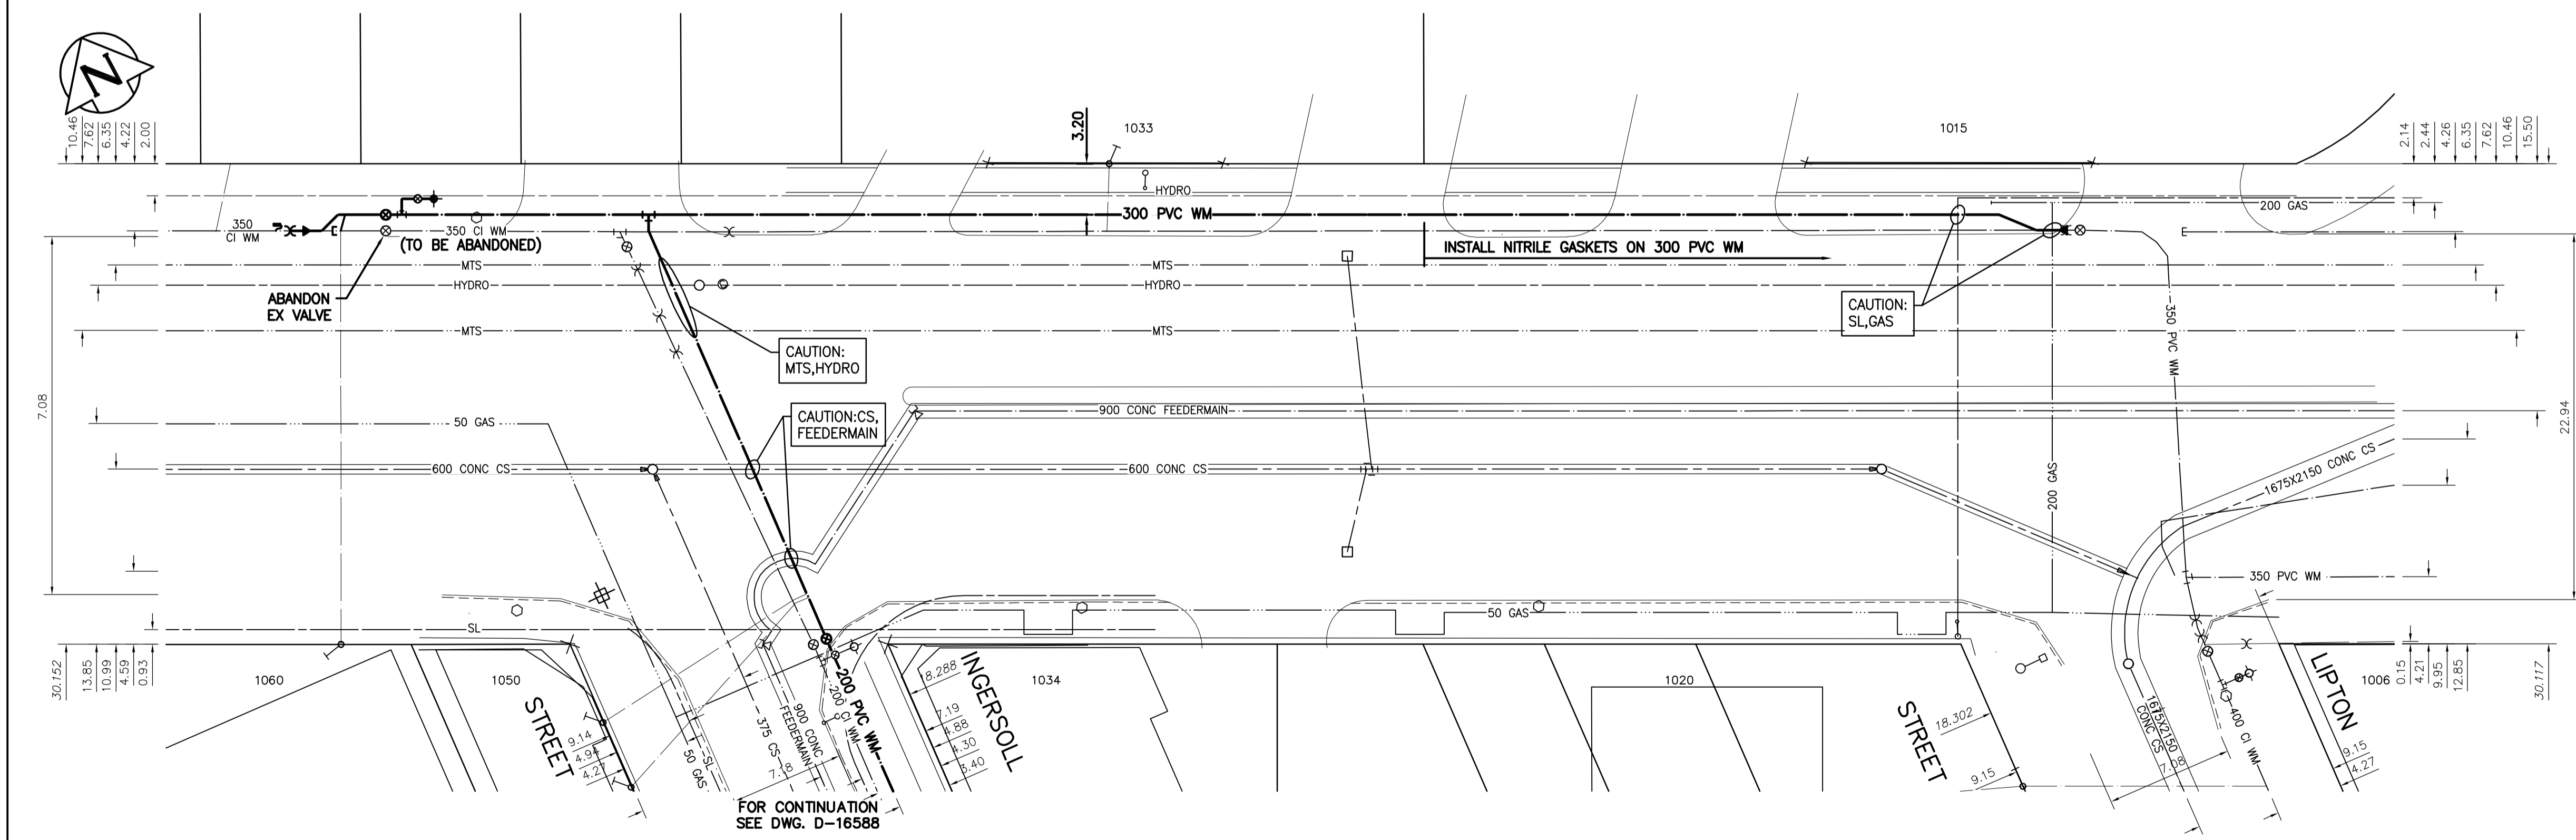 N
10.46
7.62
6.35
4.22
2.00
3.20
1033
1015
2.14
2.44
4.26
6.35
7.62
10.46
15.50
HYDRO
300 PVC WM
200 GAS
350
CI WM
350 CI WM
(TO BE ABANDONED)
INSTALL NITRILE GASKETS ON 300 PVC WM
MTS
MTS
HYDRO
HYDRO
ABANDON
EX VALVE
CAUTION:
SL,GAS
MTS
MTS
350 PVC WM
CAUTION:
MTS,HYDRO
7.08
22.94
CAUTION:CS,
FEEDERMAIN
900 CONC FEEDERMAIN
50 GAS
600 CONC CS
600 CONC CS
200 GAS
1675X2150 CONC CS
350 PVC WM
50 GAS
SL
30.152
13.85
10.99
4.59
0.93
1060
1050
STREET
9.14
4.94
4.27
50 GAS
SL
375 CS
7.18
900 CONC
FEEDERMAIN
200 CI WM
200 PVC WM
INGERSOLL
18.288
7.19
4.88
4.30
3.40
1034
1020
STREET
18.302
9.15
1675X2150
CONC CS
7.08
400 CI WM
LIPTON
9.15
4.27
1006
0.15
4.21
9.95
12.85
30.117
FOR CONTINUATION
SEE DWG. D-16588